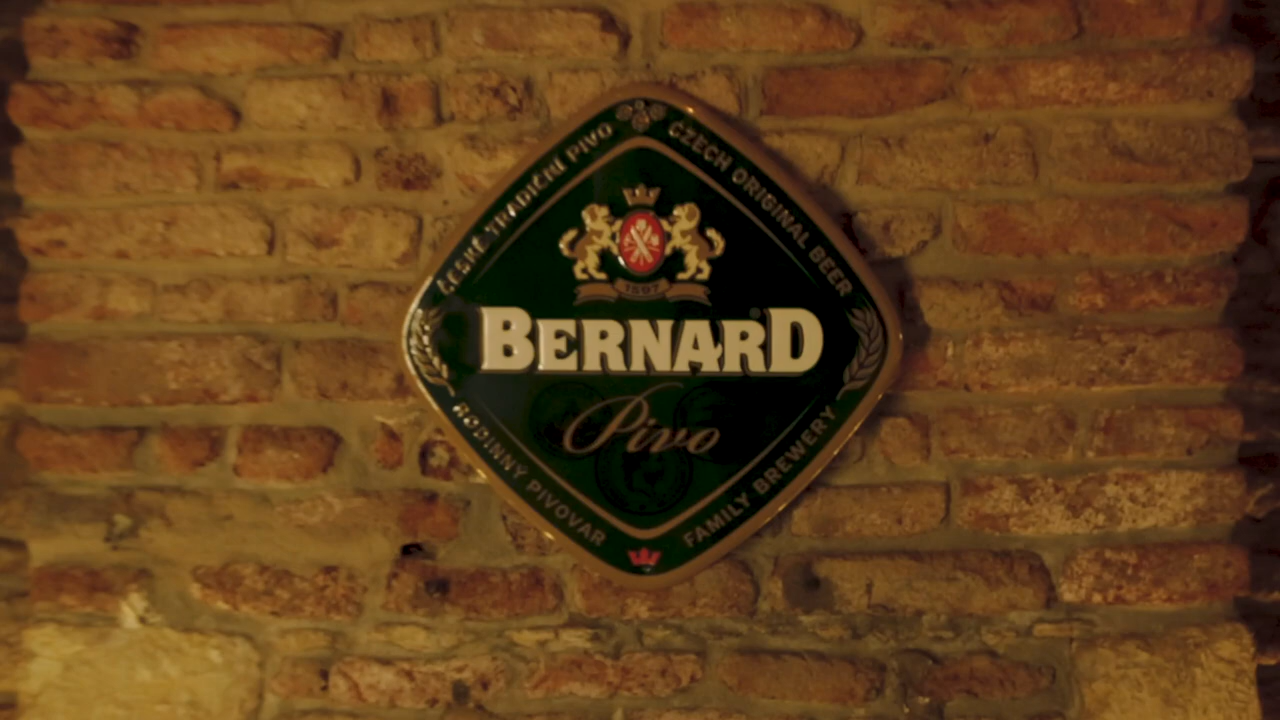 ČESKÉ TRADIČNÍ PIVO
CZECH ORIGINAL BEER
1597
BERNARD
Pivo
RODINNÝ PIVOVAR
FAMILY BREWERY